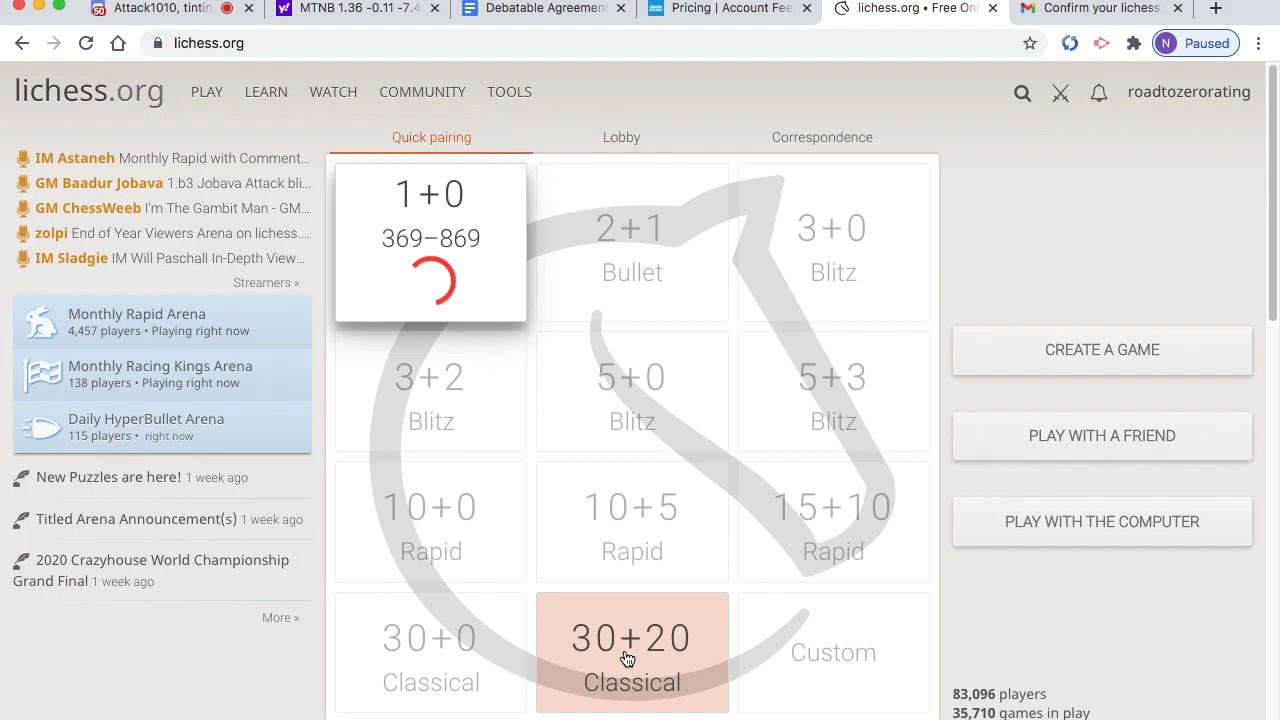 50 Attack1010, tintin
MTNB 1.36 -0.11 -7.4
Debatable Agreemen
Pricing | Account Fee
lichess.org • Free Onl
Confirm your lichess.
lichess.org
N Paused
lichess.org
PLAY LEARN WATCH COMMUNITY TOOLS
roadtozerorating
Quick pairing
Lobby
Correspondence
IM Astaneh Monthly Rapid with Comment...
GM Baadur Jobava 1.b3 Jobava Attack bli...
GM ChessWeeb I'm The Gambit Man - GM...
zolpi End of Year Viewers Arena on lichess....
IM Sladgie IM Will Paschall In-Depth View...
Streamers »
Monthly Rapid Arena
4,457 players • Playing right now
Monthly Racing Kings Arena
138 players • Playing right now
Daily HyperBullet Arena
115 players • right now
New Puzzles are here! 1 week ago
Titled Arena Announcement(s) 1 week ago
2020 Crazyhouse World Championship
Grand Final 1 week ago
More »
1+0
369–869
2+1
Bullet
3+0
Blitz
3+2
Blitz
5+0
Blitz
5+3
Blitz
10+0
Rapid
10+5
Rapid
15+10
Rapid
30+0
Classical
30+20
Classical
Custom
CREATE A GAME
PLAY WITH A FRIEND
PLAY WITH THE COMPUTER
83,096 players
35,710 games in play